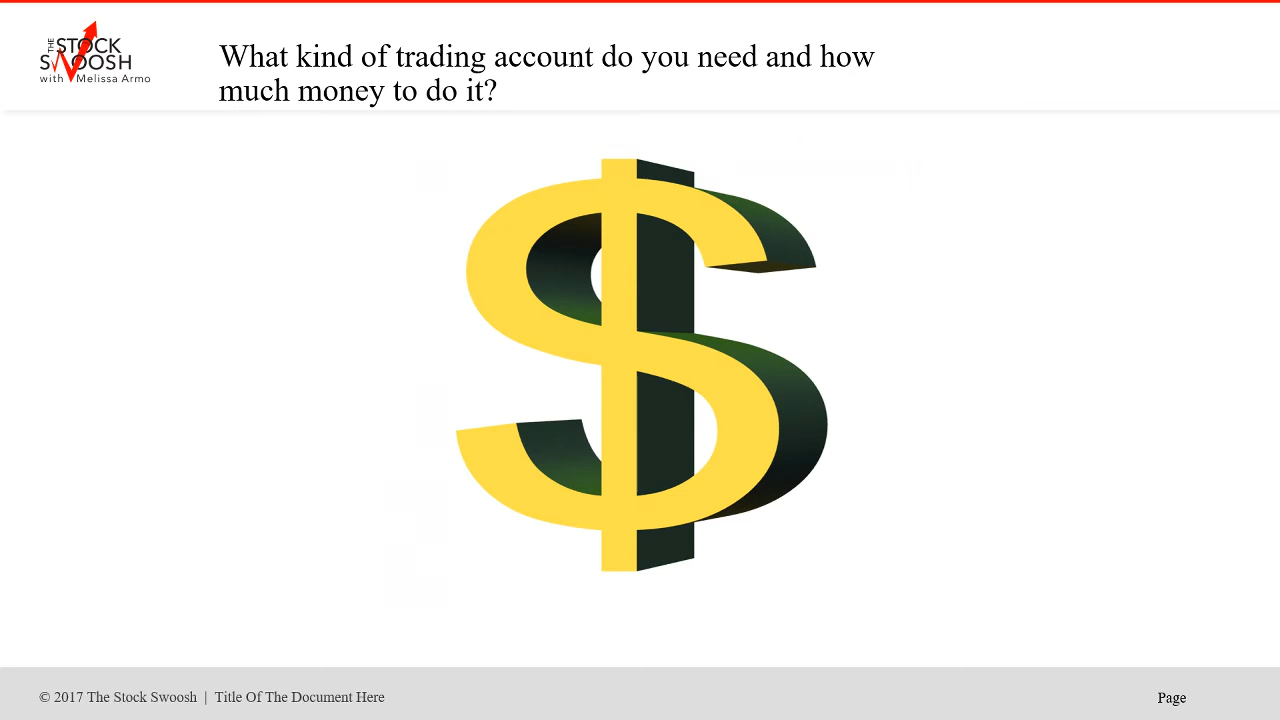 THE STOCK
SWOOSH
with Melissa Armo
What kind of trading account do you need and how
much money to do it?
$
© 2017 The Stock Swoosh | Title Of The Document Here
Page